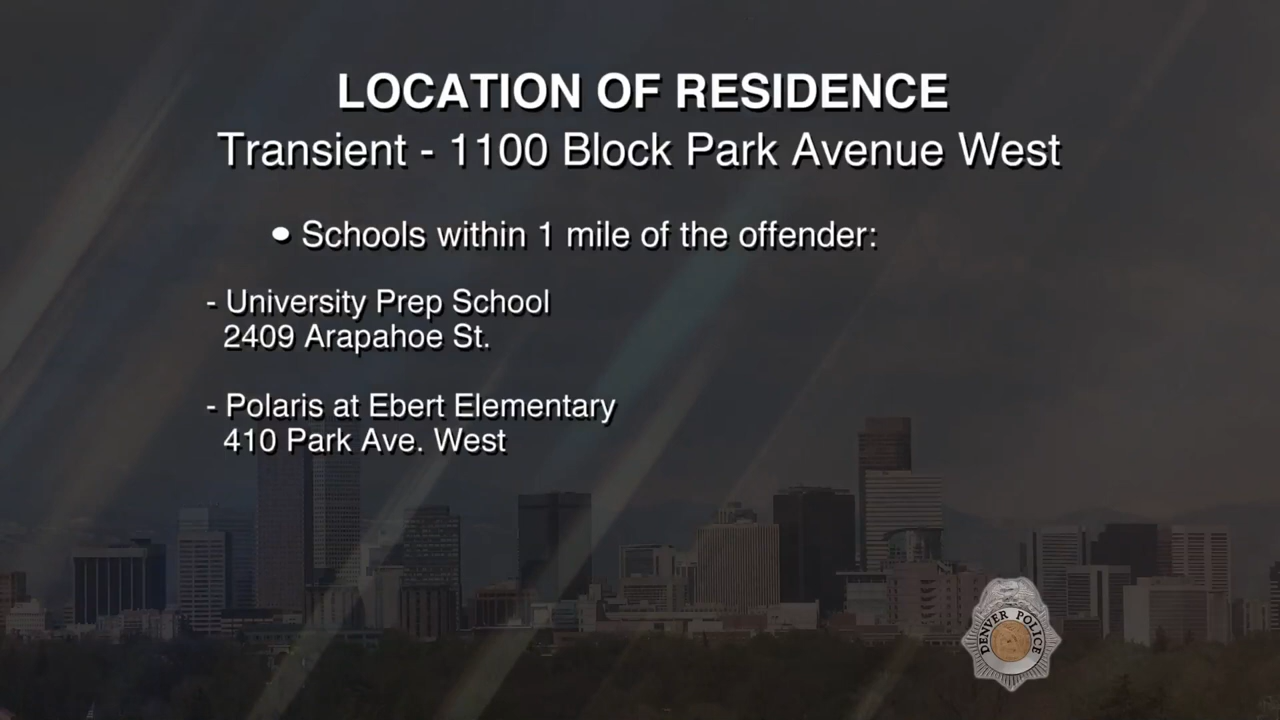 LOCATION OF RESIDENCE
Transient - 1100 Block Park Avenue West
• Schools within 1 mile of the offender:
- University Prep School
2409 Arapahoe St.
- Polaris at Ebert Elementary
410 Park Ave. West
DENVER POLICE